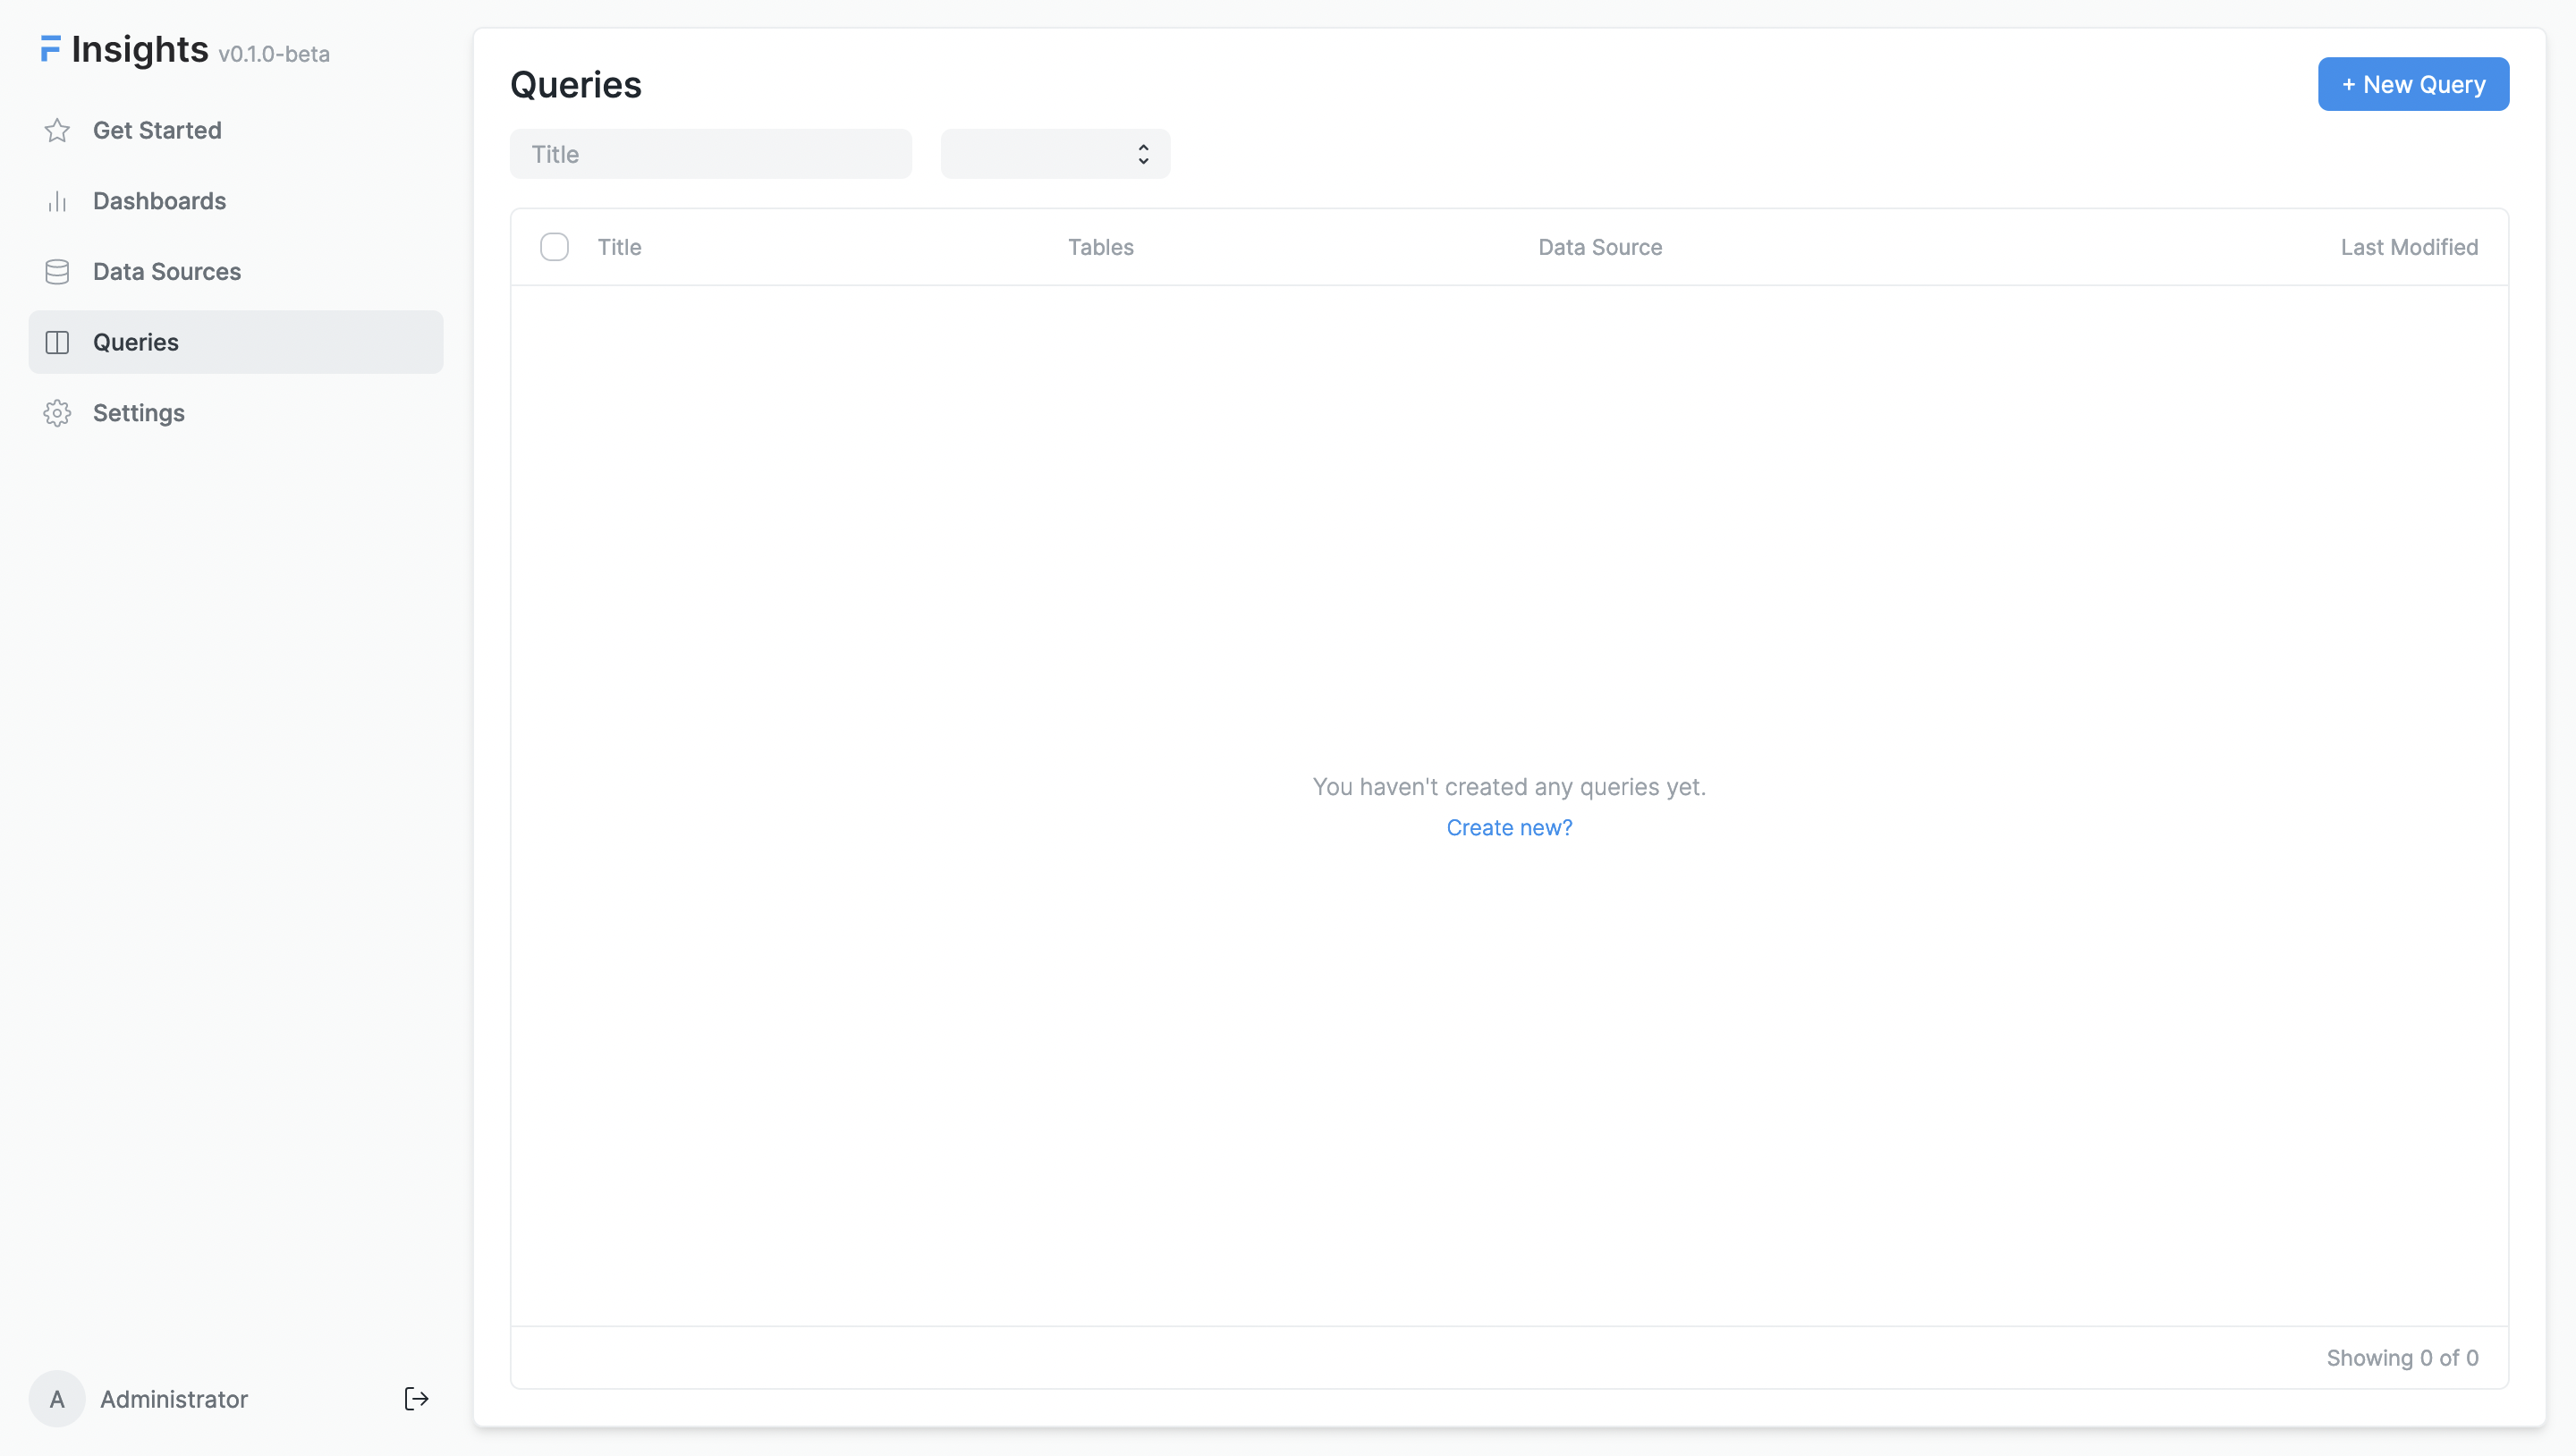 Insights v0.1.0-beta
Get Started
Dashboards
Data Sources
Queries
Settings
A Administrator
Queries
+ New Query
Title
Title Tables Data Source Last Modified
You haven't created any queries yet.
Create new?
Showing 0 of 0